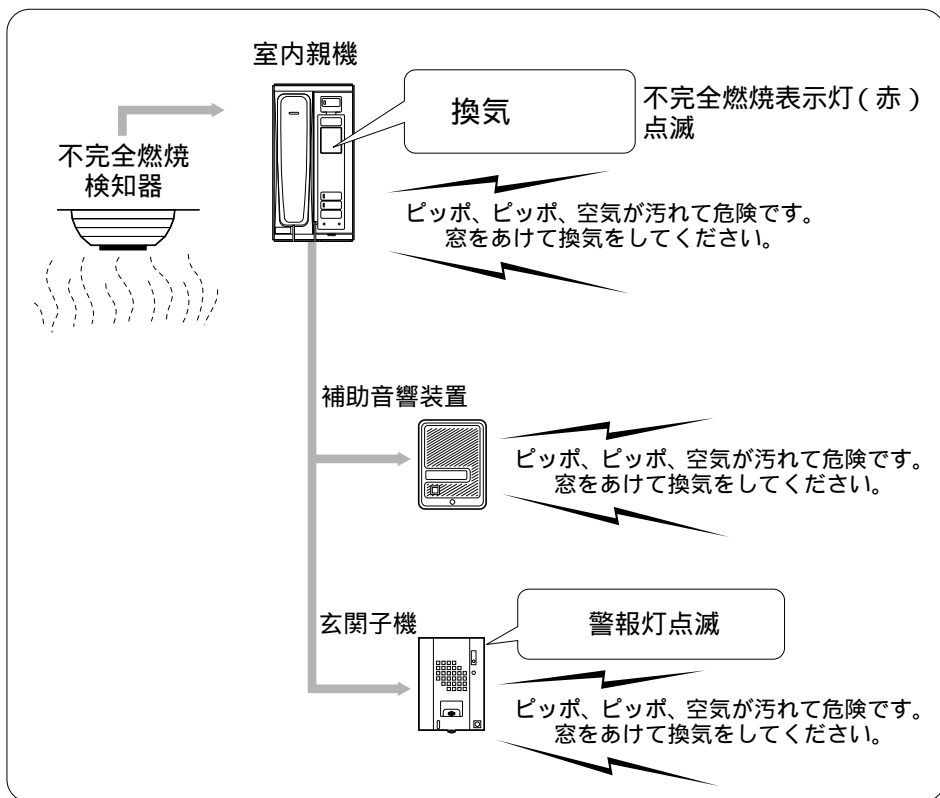 室内親機
換気
不完全燃焼表示灯(赤)
点滅
不完全燃焼
検知器
ピッポ、ピッポ、空気が汚れて危険です。
窓をあけて換気をしてください。
補助音響装置
ピッポ、ピッポ、空気が汚れて危険です。
窓をあけて換気をしてください。
玄関子機
警報灯点滅
ピッポ、ピッポ、空気が汚れて危険です。
窓をあけて換気をしてください。